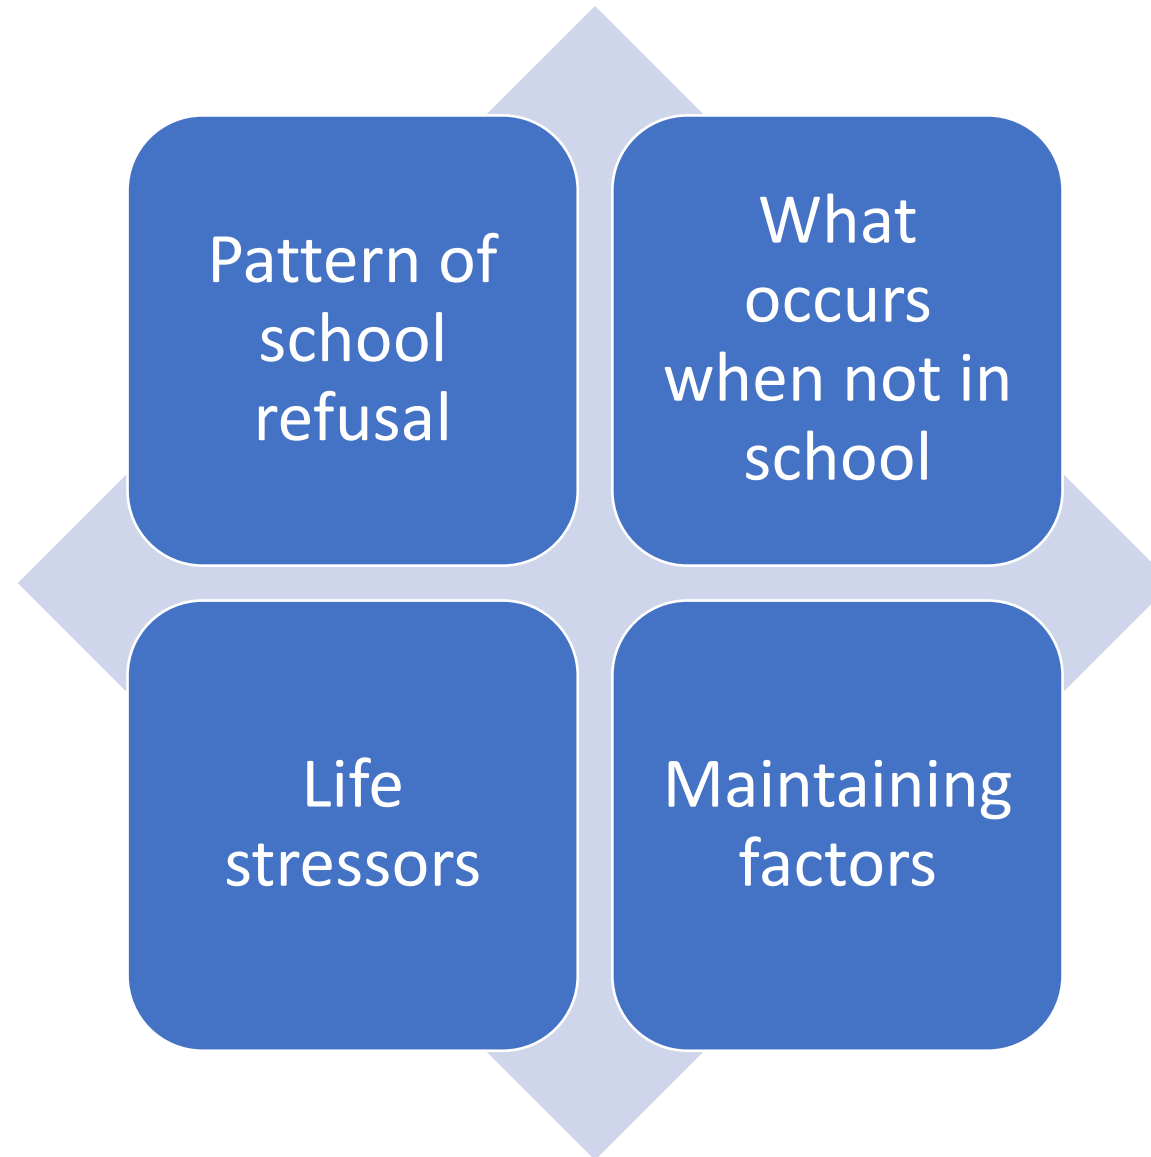 Pattern of
school
refusal
What
occurs
when not in
school
Life
stressors
Maintaining
factors